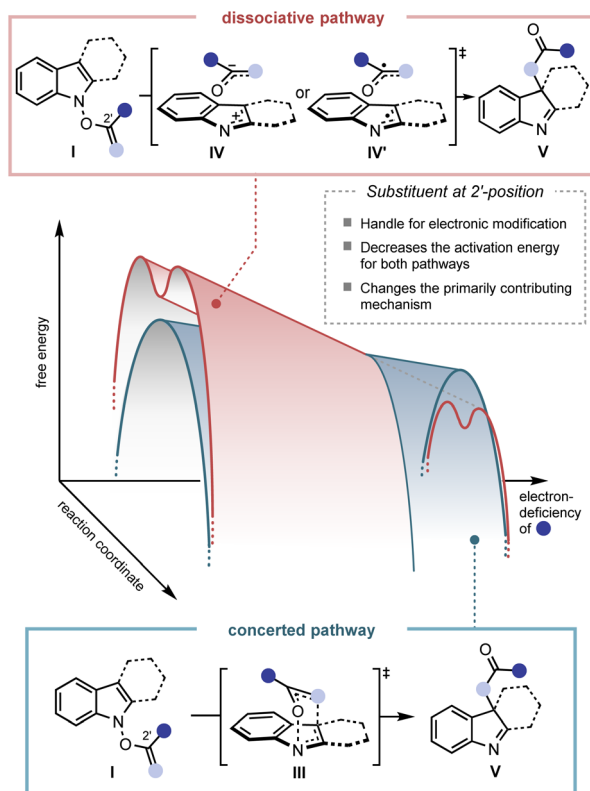 dissociative pathway
O
2'
N
O
I
−
O
+
N
IV
or
•
O
•
N
IV'
‡
O
N
V
Substituent at 2'-position
Handle for electronic modification
Decreases the activation energy
for both pathways
Changes the primarily contributing
mechanism
free energy
reaction coordinate
electron-
deficiency
of
concerted pathway
N
O
2'
I
O
N
III
‡
O
N
V